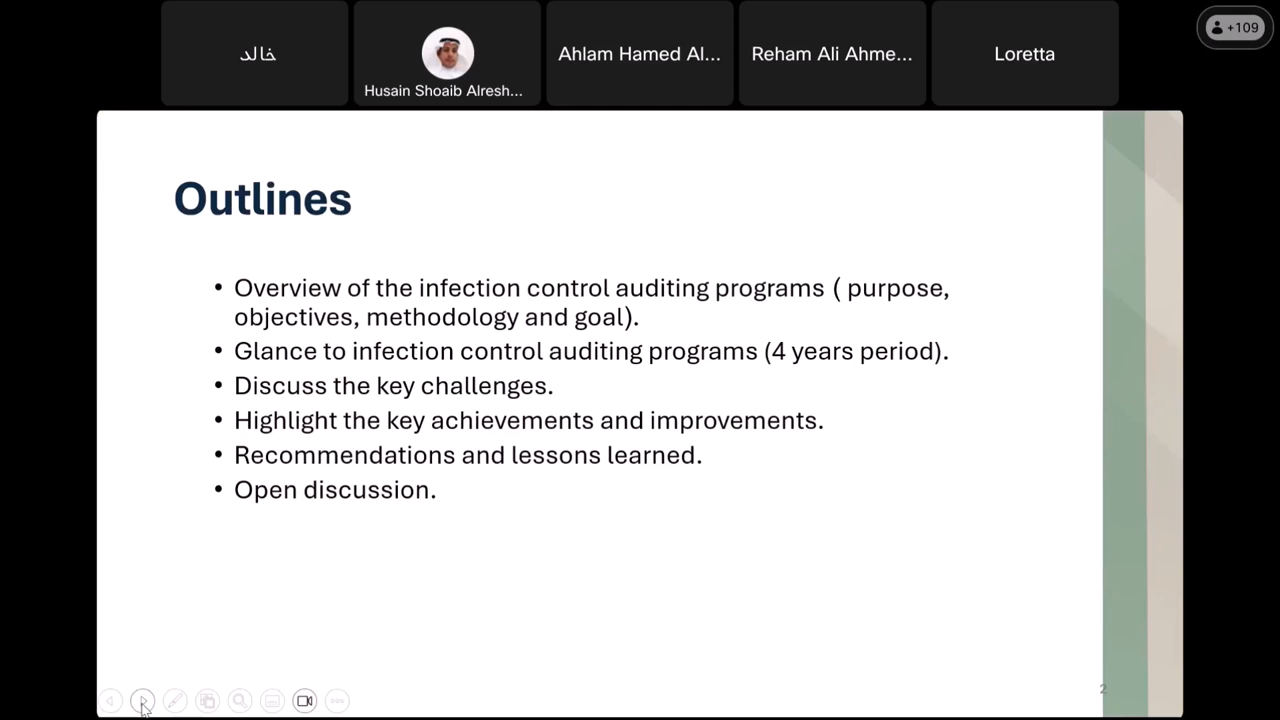 خالد
Husain Shoaib Alresh...
Ahlam Hamed Al...
Reham Ali Ahme...
Loretta
+109
Outlines
• Overview of the infection control auditing programs ( purpose,
objectives, methodology and goal).
• Glance to infection control auditing programs (4 years period).
• Discuss the key challenges.
• Highlight the key achievements and improvements.
• Recommendations and lessons learned.
• Open discussion.
2